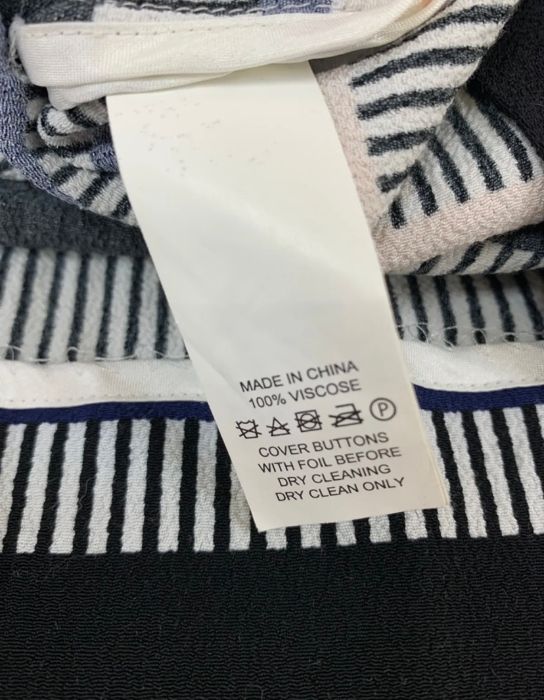 MADE IN CHINA
100% VISCOSE
P
COVER BUTTONS
WITH FOIL BEFORE
DRY CLEANING
DRY CLEAN ONLY